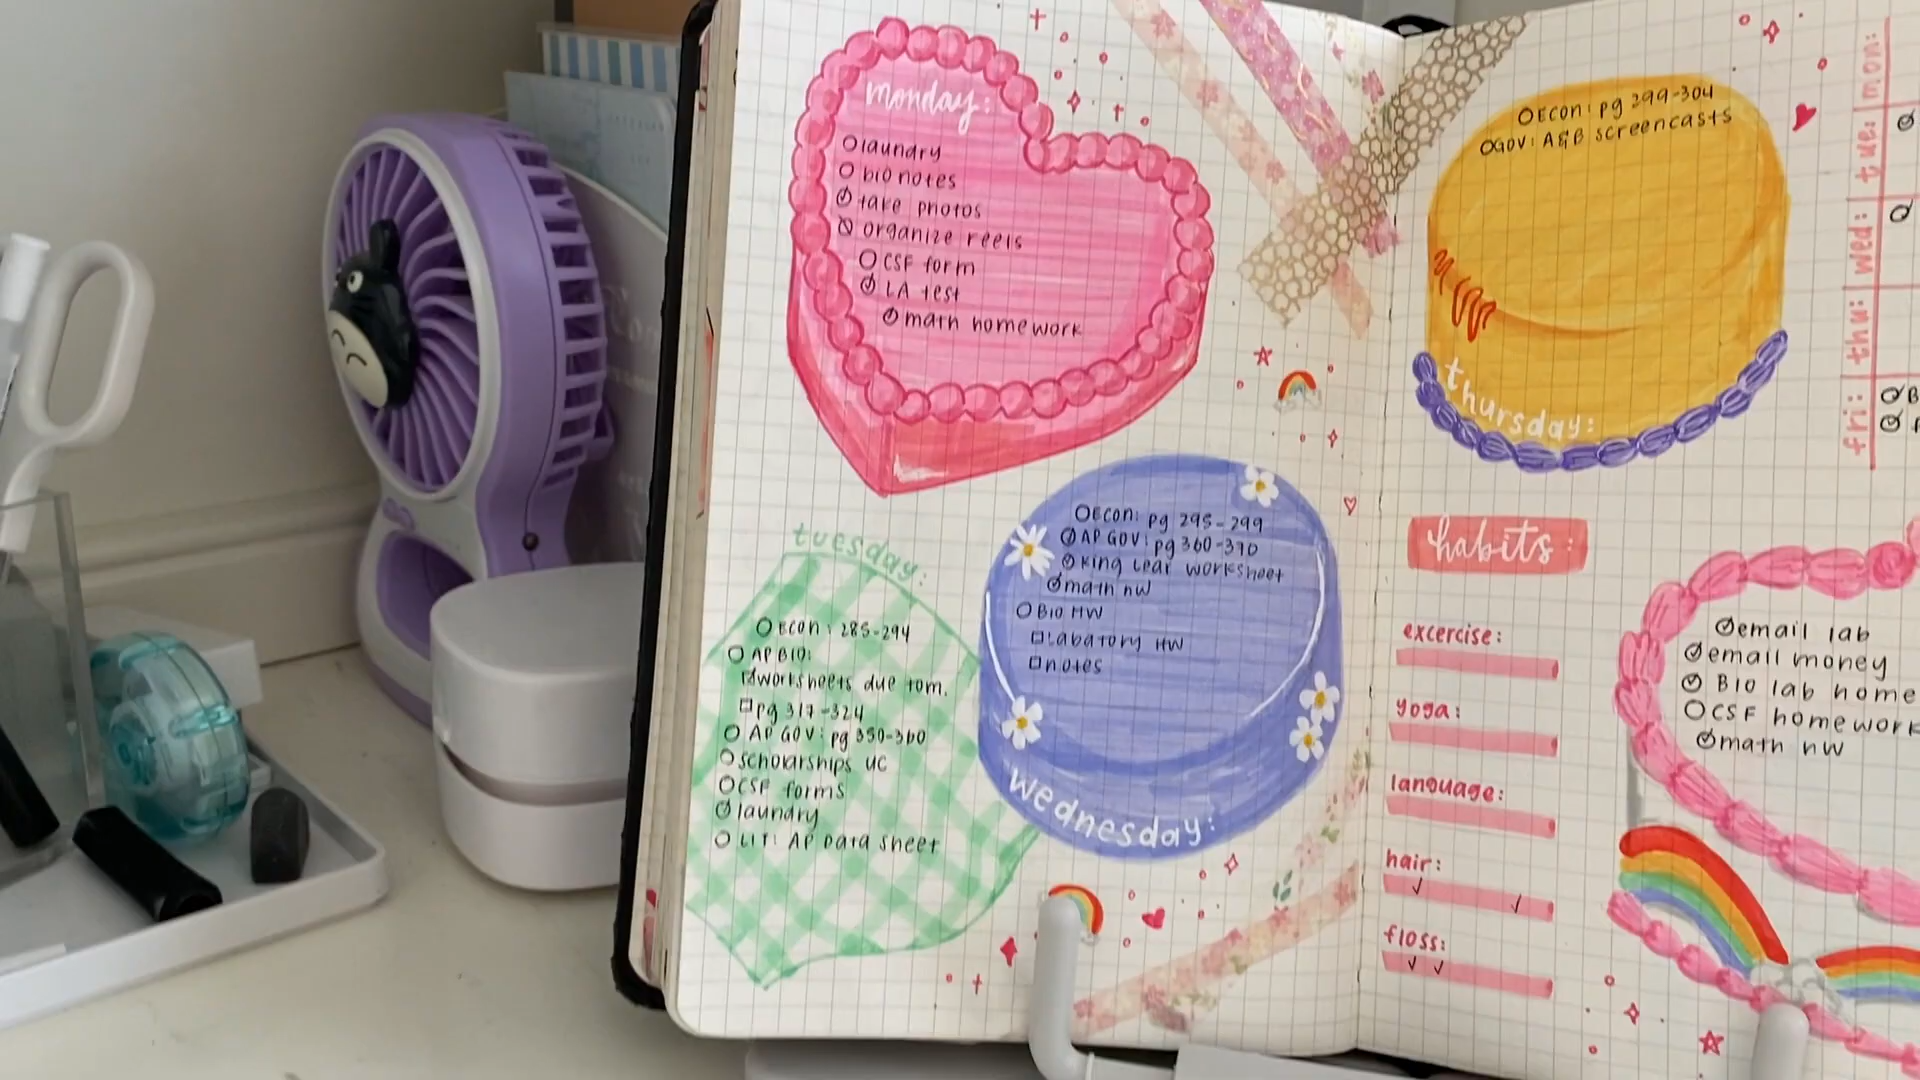 monday:
laundry
bio notes
take photos
organize reels
CSF form
LA test
math homework
tuesday:
Econ: 285-294
AP BIO:
worksheets due tom.
pg 317-324
AP GOV: pg 350-360
scholarships UC
CSF forms
laundry
LIT: AP Data sheet
Econ: pg 295-299
AP GOV: pg 360-370
King Lear worksheet
math hw
Bio HW
Labatory HW
notes
wednesday:
Econ: pg 299-304
GOV: A&B screencasts
thursday:
mon:
tue:
wed:
thu:
fri:
B
habits:
excercise:
yoga:
language:
hair:
floss:
email lab
email money
BIO lab home
CSF homework
math hw